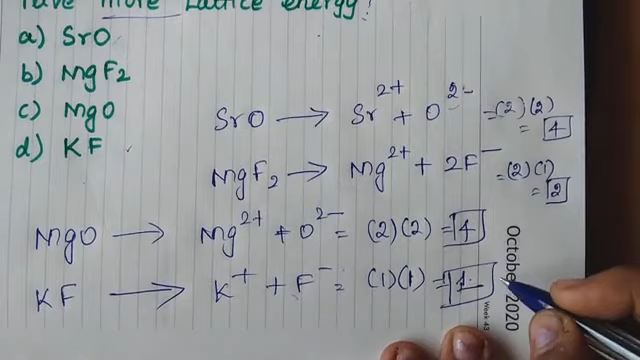 have more Lattice energy?
a) SrO
b) MgF2
c) MgO
d) KF
SrO → Sr²⁺ + O²⁻ = (2)(2)
= 4
MgF2 → Mg²⁺ + 2F⁻ = (2)(1)
= 2
MgO → Mg²⁺ + O²⁻ = (2)(2) = 4
KF → K⁺ + F⁻ = (1)(1) =
October 2020
Week 43